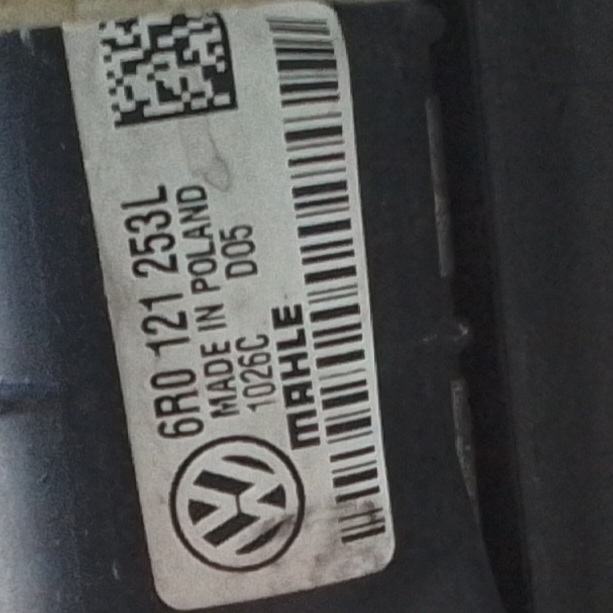 6R0 121 253L
MADE IN POLAND
1026C D05
MAHLE